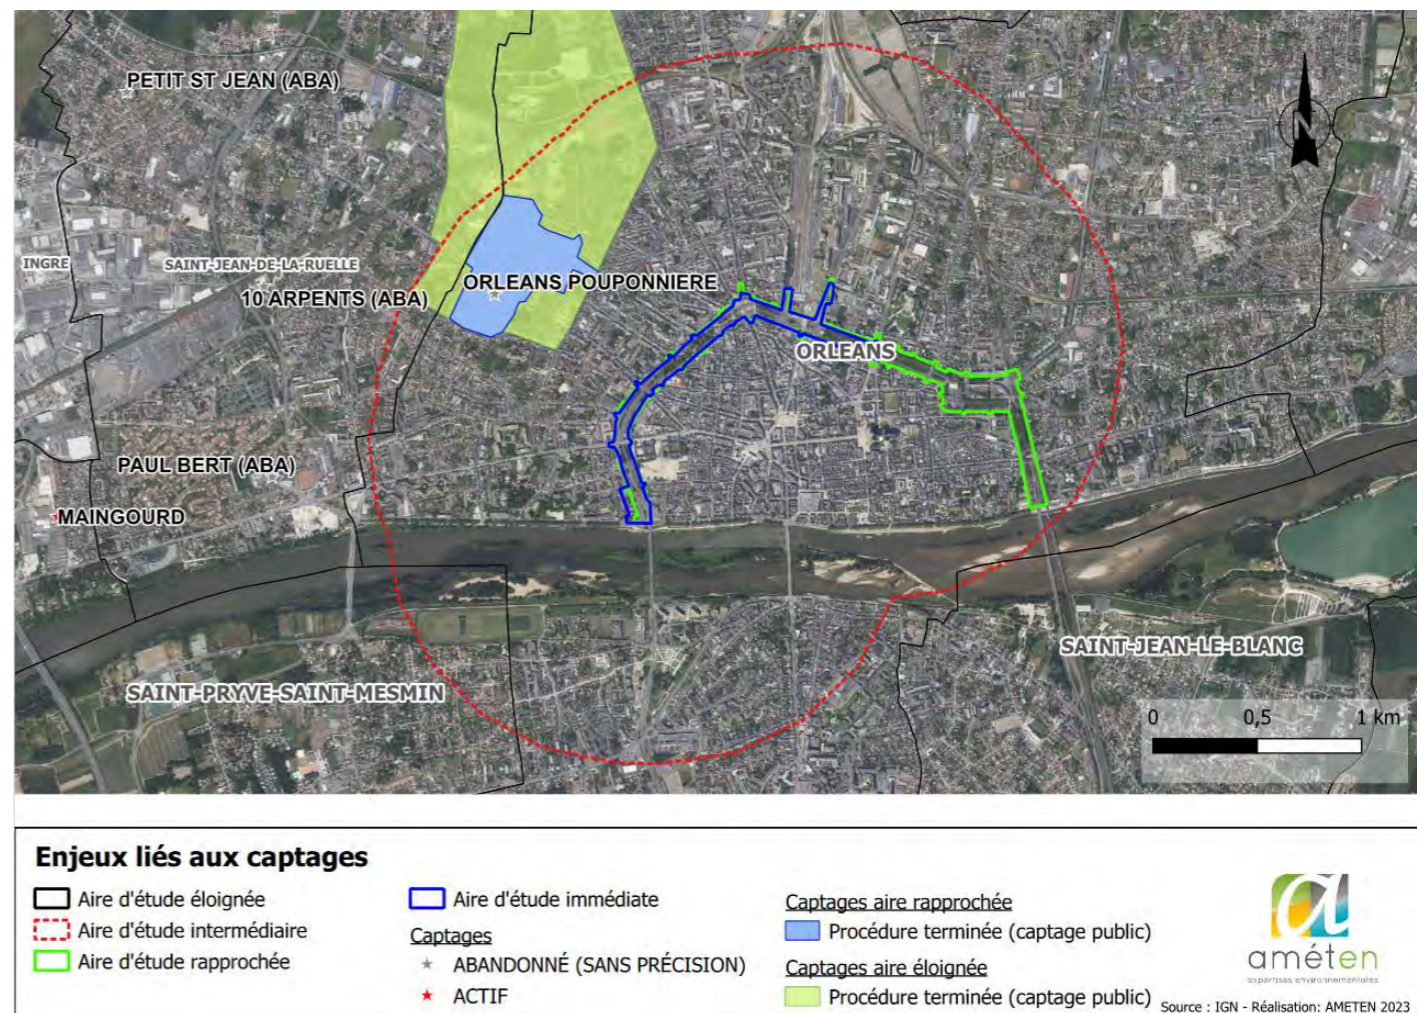 PETIT ST JEAN (ABA)
N
INGRE
SAINT-JEAN-DE-LA-RUELLE
10 ARPENTS (ABA)
ORLEANS POUPONNIERE
ORLEANS
PAUL BERT (ABA)
MAINGOURD
SAINT-PRYVE-SAINT-MESMIN
SAINT-JEAN-LE-BLANC
0 0,5 1 km
Enjeux liés aux captages
Aire d'étude éloignée
Aire d'étude intermédiaire
Aire d'étude rapprochée
Aire d'étude immédiate
Captages
ABANDONNÉ (SANS PRÉCISION)
ACTIF
Captages aire rapprochée
Procédure terminée (captage public)
Captages aire éloignée
Procédure terminée (captage public)
a
améten
expertises environnementales
Source : IGN - Réalisation: AMETEN 2023